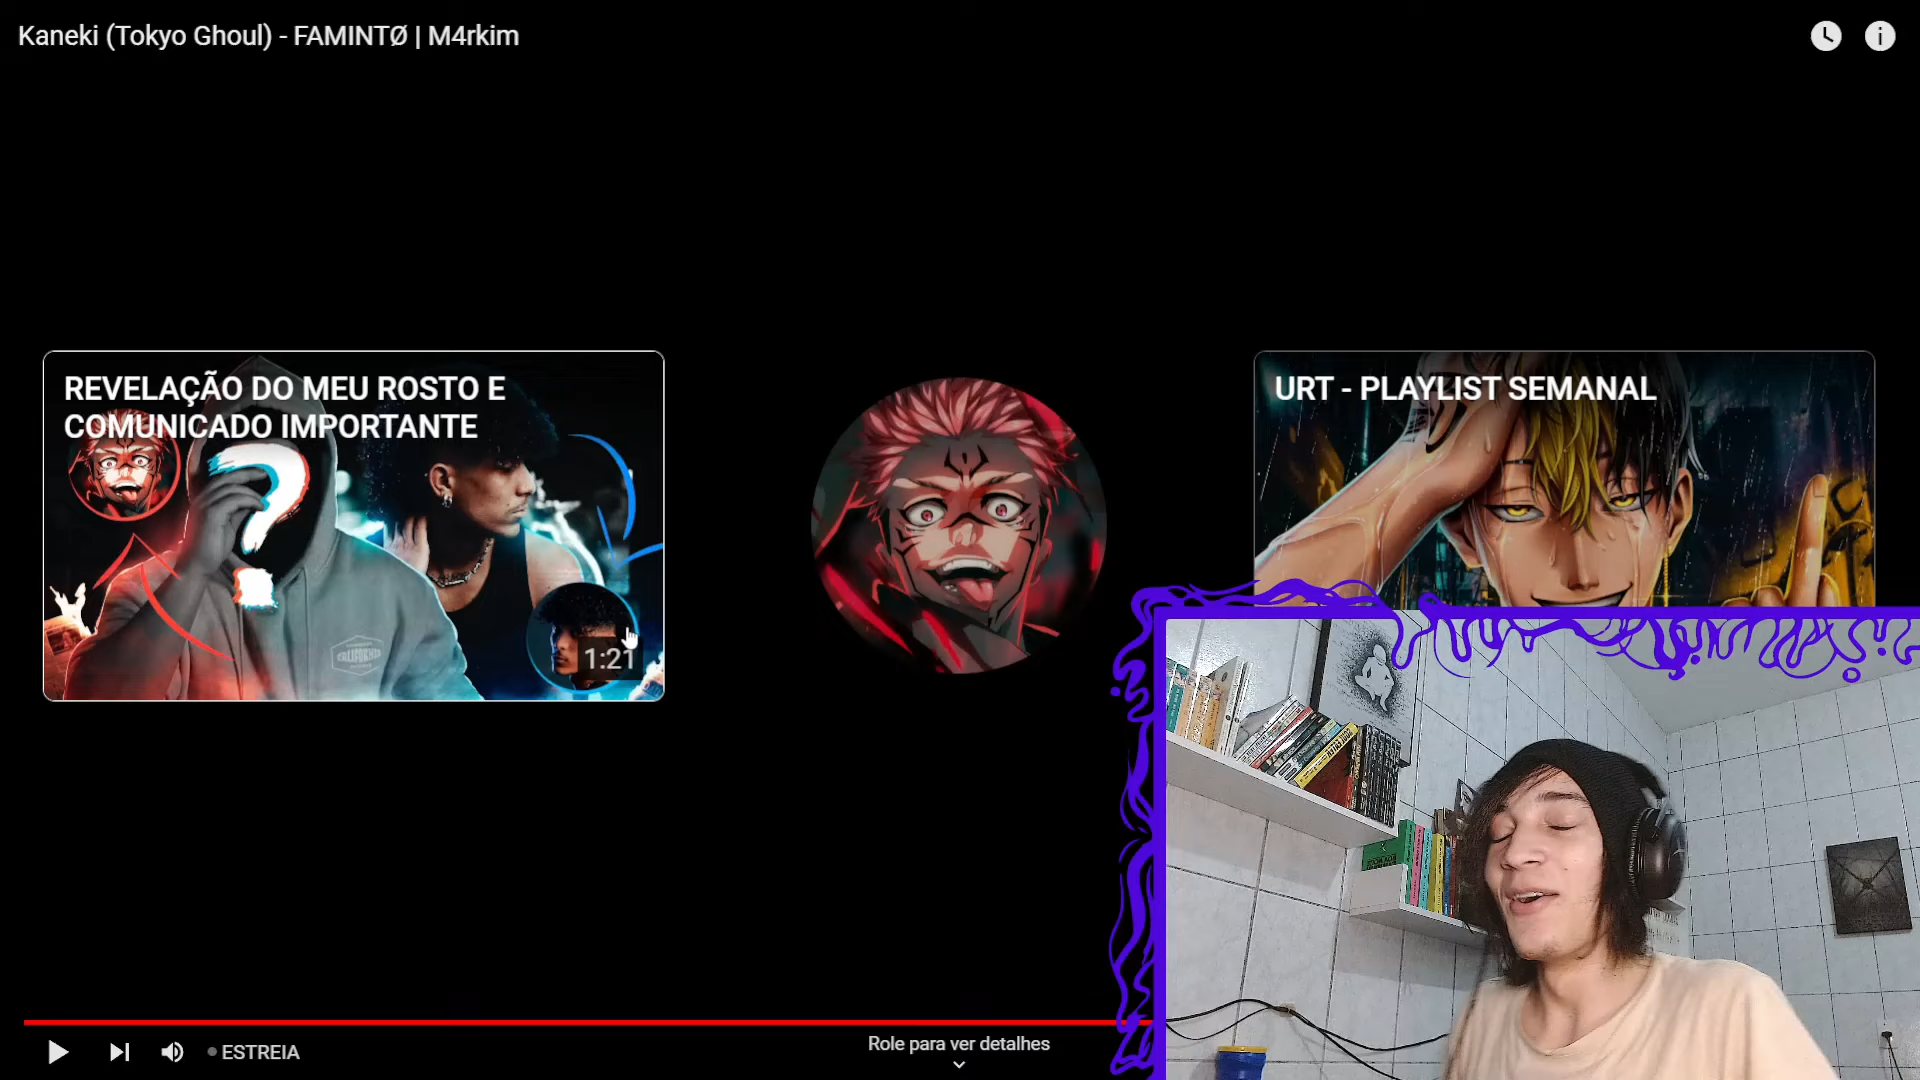 Kaneki (Tokyo Ghoul) - FAMINTØ | M4rkim
REVELAÇÃO DO MEU ROSTO E
COMUNICADO IMPORTANTE
CALIFORNIA
1:21
URT - PLAYLIST SEMANAL
ESTREIA
Role para ver detalhes